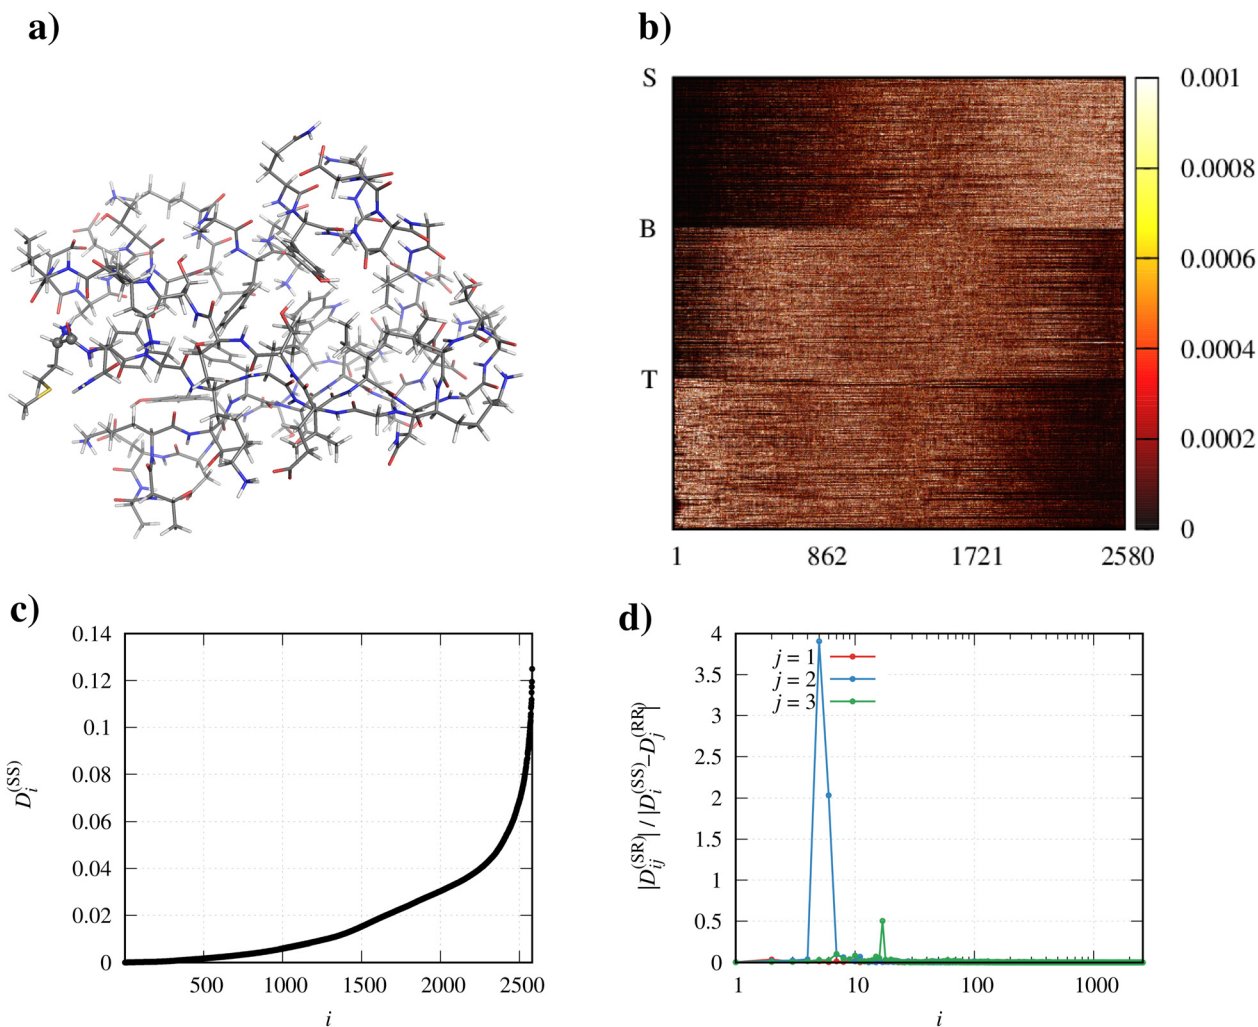 a)
b)
S
B
T
0.001
0.0008
0.0006
0.0004
0.0002
0
1 862 1721 2580
c)
0.14
0.12
0.1
0.08
0.06
0.04
0.02
0
D_i^(SS)
500 1000 1500 2000 2500
i
d)
4
3.5
3
2.5
2
1.5
1
0.5
0
|D_ij^(SR)| / |D_i^(SS)−D_j^(RR)|
j = 1
j = 2
j = 3
1 10 100 1000
i